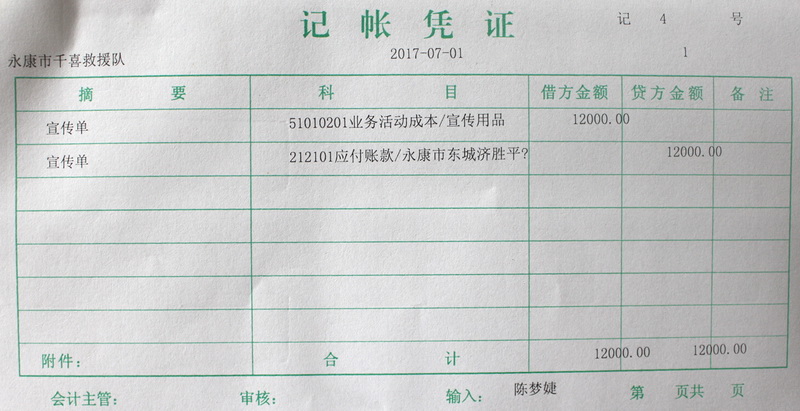 记帐凭证
记 4 号
永康市千喜救援队 2017-07-01 1
摘要 科目 借方金额 贷方金额 备注
宣传单 51010201业务活动成本/宣传用品 12000.00
宣传单 212101应付账款/永康市东城济胜平? 12000.00
附件： 合计 12000.00 12000.00
会计主管： 审核： 输入： 陈梦婕 第 页共 页